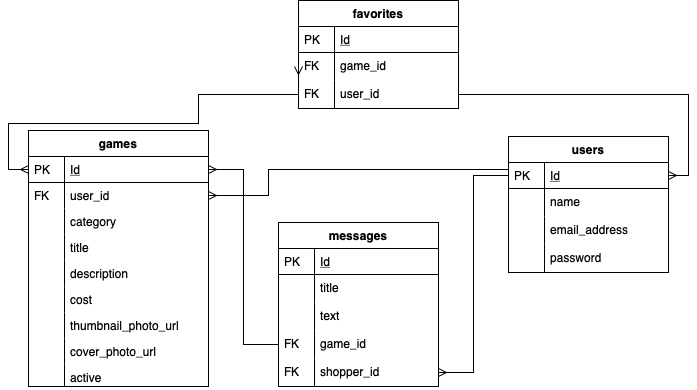 favorites
PK Id
FK game_id
FK user_id
games
PK Id
FK user_id
category
title
description
cost
thumbnail_photo_url
cover_photo_url
active
messages
PK Id
title
text
FK game_id
FK shopper_id
users
PK Id
name
email_address
password